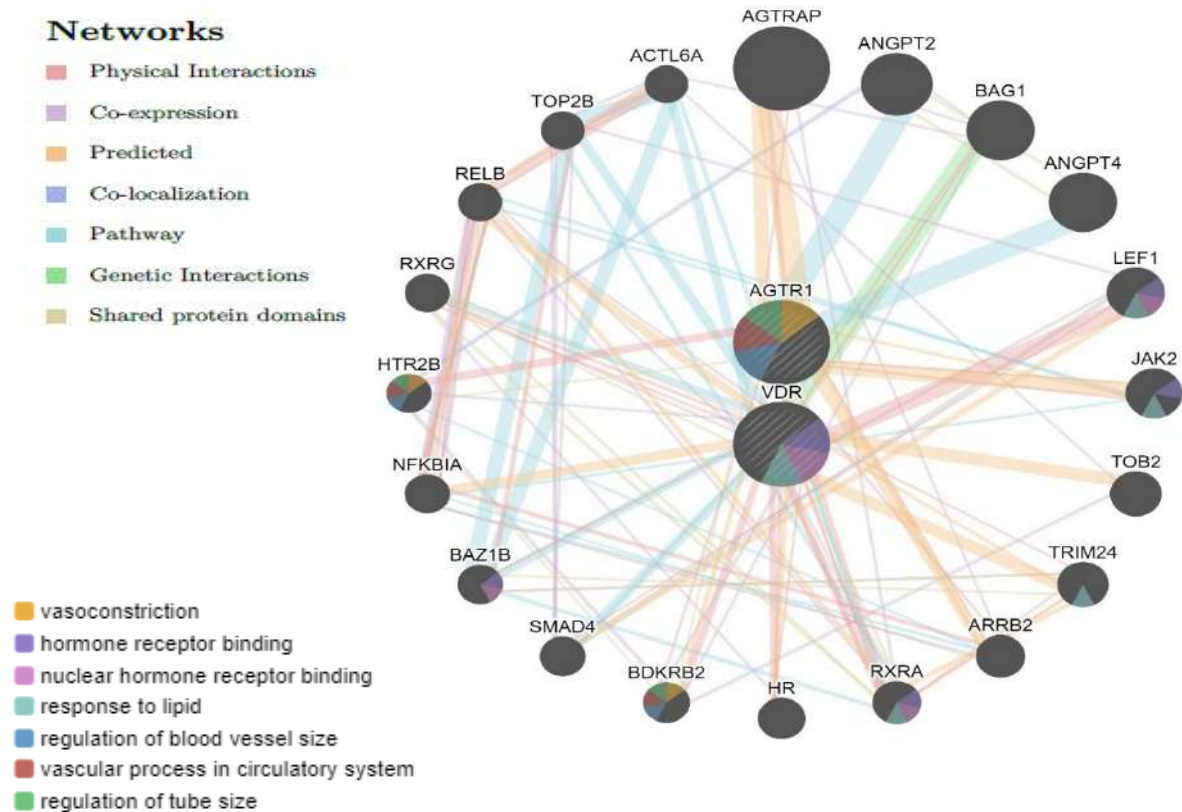 Networks
Physical Interactions
Co-expression
Predicted
Co-localization
Pathway
Genetic Interactions
Shared protein domains
AGTRAP
ANGPT2
ACTL6A
BAG1
TOP2B
ANGPT4
RELB
LEF1
RXRG
AGTR1
JAK2
HTR2B
VDR
TOB2
NFKBIA
TRIM24
BAZ1B
ARRB2
SMAD4
RXRA
BDKRB2
HR
vasoconstriction
hormone receptor binding
nuclear hormone receptor binding
response to lipid
regulation of blood vessel size
vascular process in circulatory system
regulation of tube size